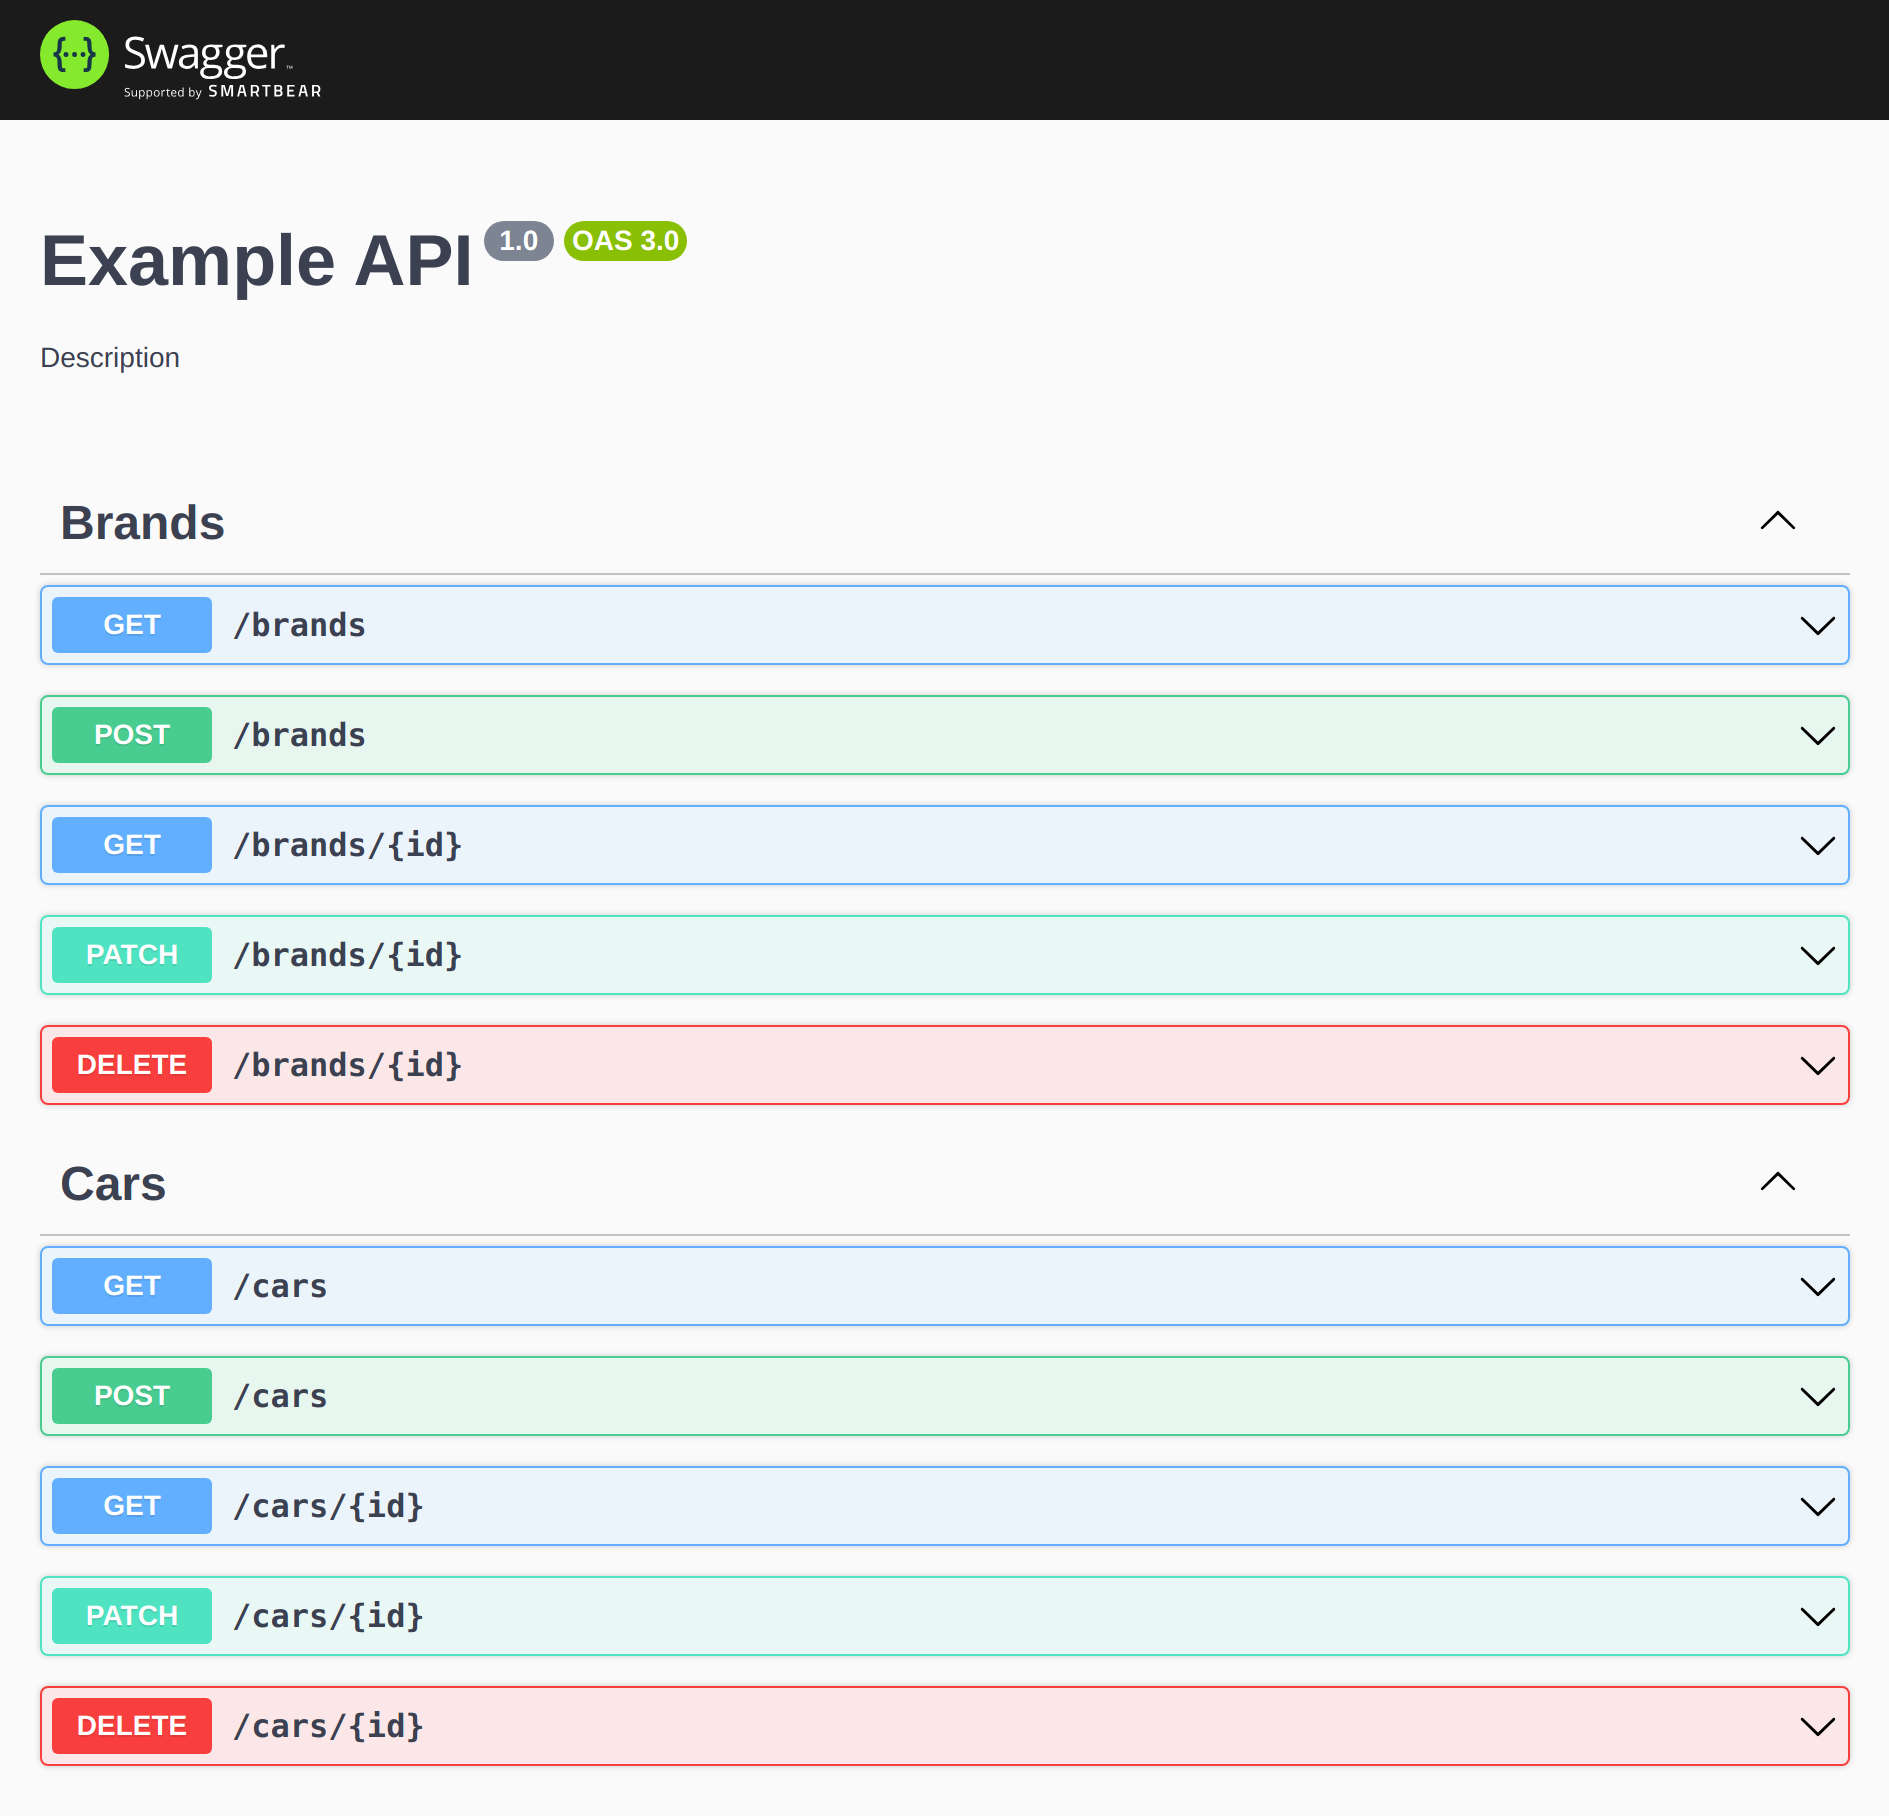 {···} Swagger™
Supported by SMARTBEAR
Example API 1.0 OAS 3.0
Description
Brands
GET /brands
POST /brands
GET /brands/{id}
PATCH /brands/{id}
DELETE /brands/{id}
Cars
GET /cars
POST /cars
GET /cars/{id}
PATCH /cars/{id}
DELETE /cars/{id}